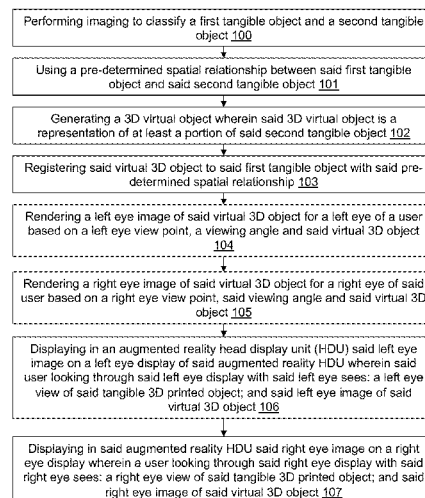 Performing imaging to classify a first tangible object and a second tangible
object 100
Using a pre-determined spatial relationship between said first tangible
object and said second tangible object 101
Generating a 3D virtual object wherein said 3D virtual object is a
representation of at least a portion of said second tangible object 102
Registering said virtual 3D object to said first tangible object with said pre-
determined spatial relationship 103
Rendering a left eye image of said virtual 3D object for a left eye of a user
based on a left eye view point, a viewing angle and said virtual 3D object
104
Rendering a right eye image of said virtual 3D object for a right eye of said
user based on a right eye view point, said viewing angle and said virtual 3D
object 105
Displaying in an augmented reality head display unit (HDU) said left eye
image on a left eye display of said augmented reality HDU wherein said
user looking through said left eye display with said left eye sees: a left eye
view of said tangible 3D printed object; and said left eye image of said
virtual 3D object 106
Displaying in said augmented reality HDU said right eye image on a right
eye display wherein a user looking through said right eye display with said
right eye sees: a right eye view of said tangible 3D printed object; and said
right eye image of said virtual 3D object 107